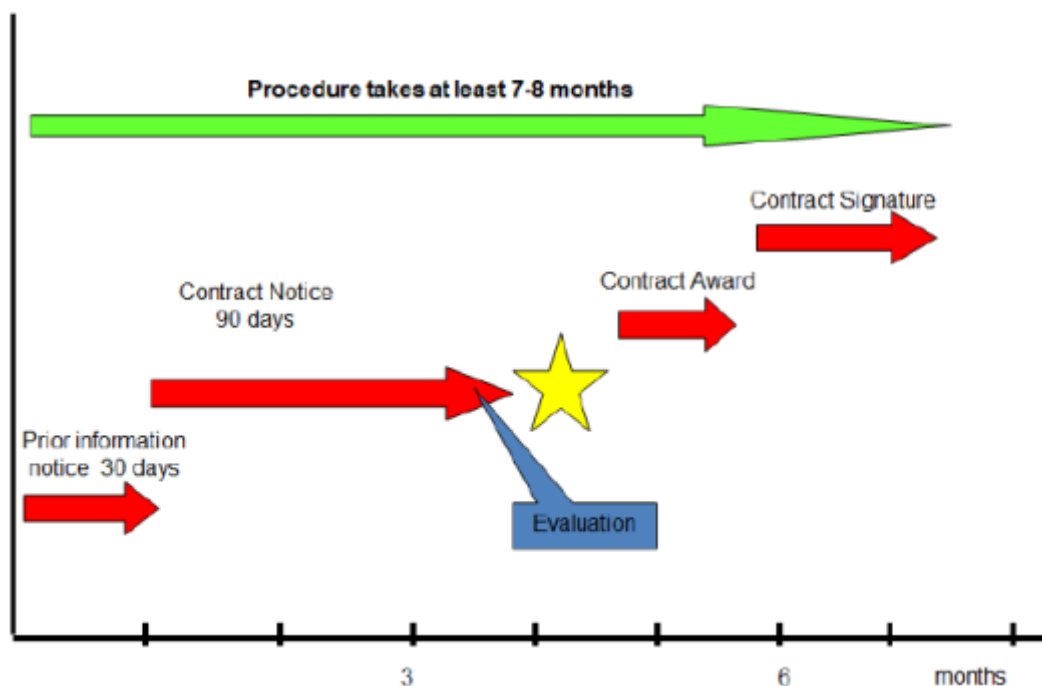 Procedure takes at least 7-8 months
Contract Signature
Contract Award
Contract Notice
90 days
Prior information
notice 30 days
Evaluation
3
6
months